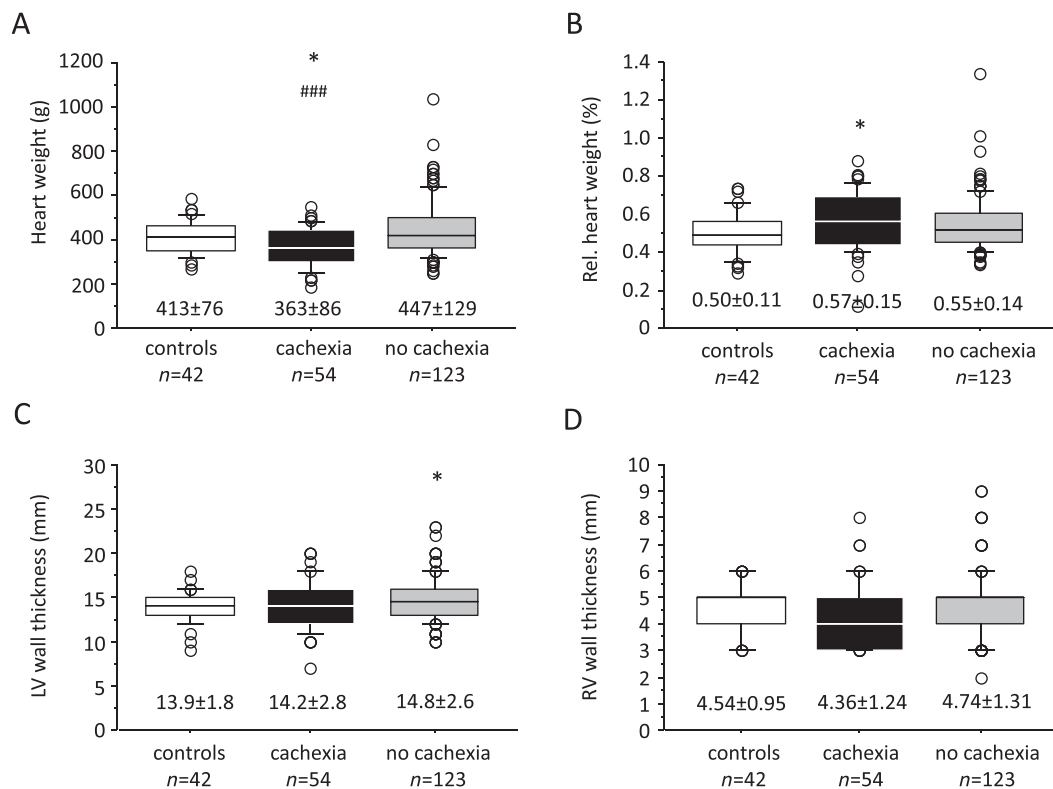 A
Heart weight (g)
1200
1000
800
600
400
200
0
*
###
413±76
363±86
447±129
controls
cachexia
no cachexia
n=42
n=54
n=123
B
Rel. heart weight (%)
1.4
1.2
1.0
0.8
0.6
0.4
0.2
0
*
0.50±0.11
0.57±0.15
0.55±0.14
controls
cachexia
no cachexia
n=42
n=54
n=123
C
LV wall thickness (mm)
30
25
20
15
10
5
0
*
13.9±1.8
14.2±2.8
14.8±2.6
controls
cachexia
no cachexia
n=42
n=54
n=123
D
RV wall thickness (mm)
10
9
8
7
6
5
4
3
2
1
0
4.54±0.95
4.36±1.24
4.74±1.31
controls
cachexia
no cachexia
n=42
n=54
n=123